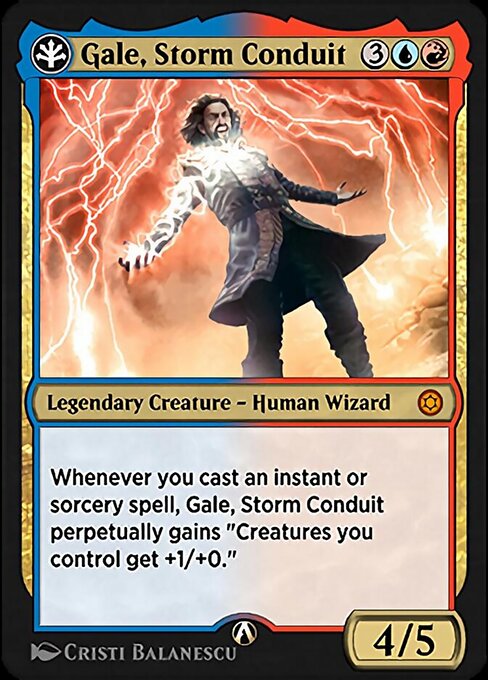 Gale, Storm Conduit 3
Legendary Creature – Human Wizard
Whenever you cast an instant or
sorcery spell, Gale, Storm Conduit
perpetually gains "Creatures you
control get +1/+0."
4/5
Cristi Balanescu